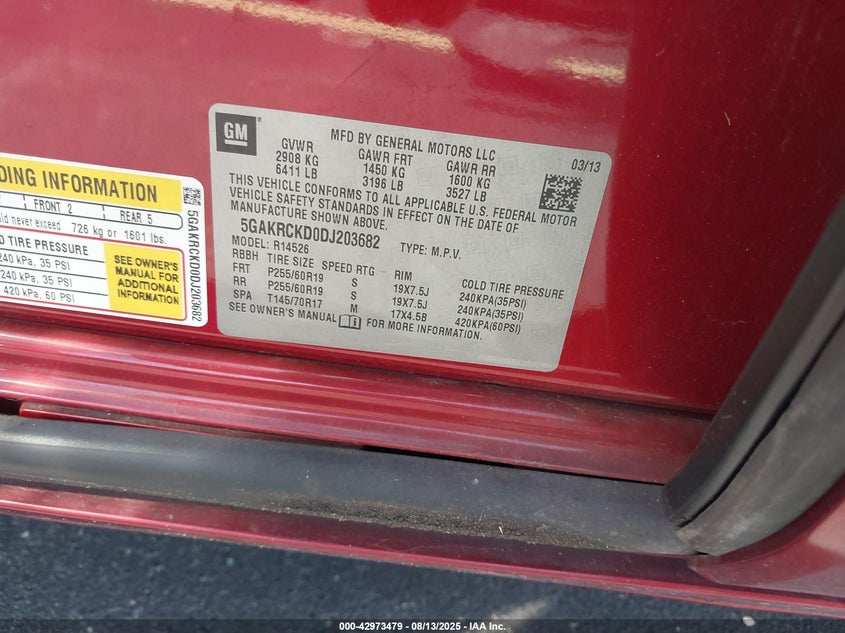 DING INFORMATION
FRONT 2 REAR 5
uld never exceed 726 kg or 1601 lbs.
TIRE PRESSURE
240 kPa, 35 PSI
240 kPa, 35 PSI
420 kPa, 60 PSI
SEE OWNER'S
MANUAL FOR
ADDITIONAL
INFORMATION
5GAKRCKD0DJ203682
GM
MFD BY GENERAL MOTORS LLC
03/13
GVWR GAWR FRT GAWR RR
2908 KG 1450 KG 1600 KG
6411 LB 3196 LB 3527 LB
THIS VEHICLE CONFORMS TO ALL APPLICABLE U.S. FEDERAL MOTOR
VEHICLE SAFETY STANDARDS IN EFFECT ON THE DATE OF
MANUFACTURE SHOWN ABOVE.
5GAKRCKD0DJ203682
MODEL: R14526 TYPE: M.P.V.
RBBH TIRE SIZE SPEED RTG RIM COLD TIRE PRESSURE
FRT P255/60R19 S 19X7.5J 240KPA(35PSI)
RR P255/60R19 S 19X7.5J 240KPA(35PSI)
SPA T145/70R17 M 17X4.5B 420KPA(60PSI)
SEE OWNER'S MANUAL FOR MORE INFORMATION.
000-42973479 - 08/13/2025 - IAA Inc.